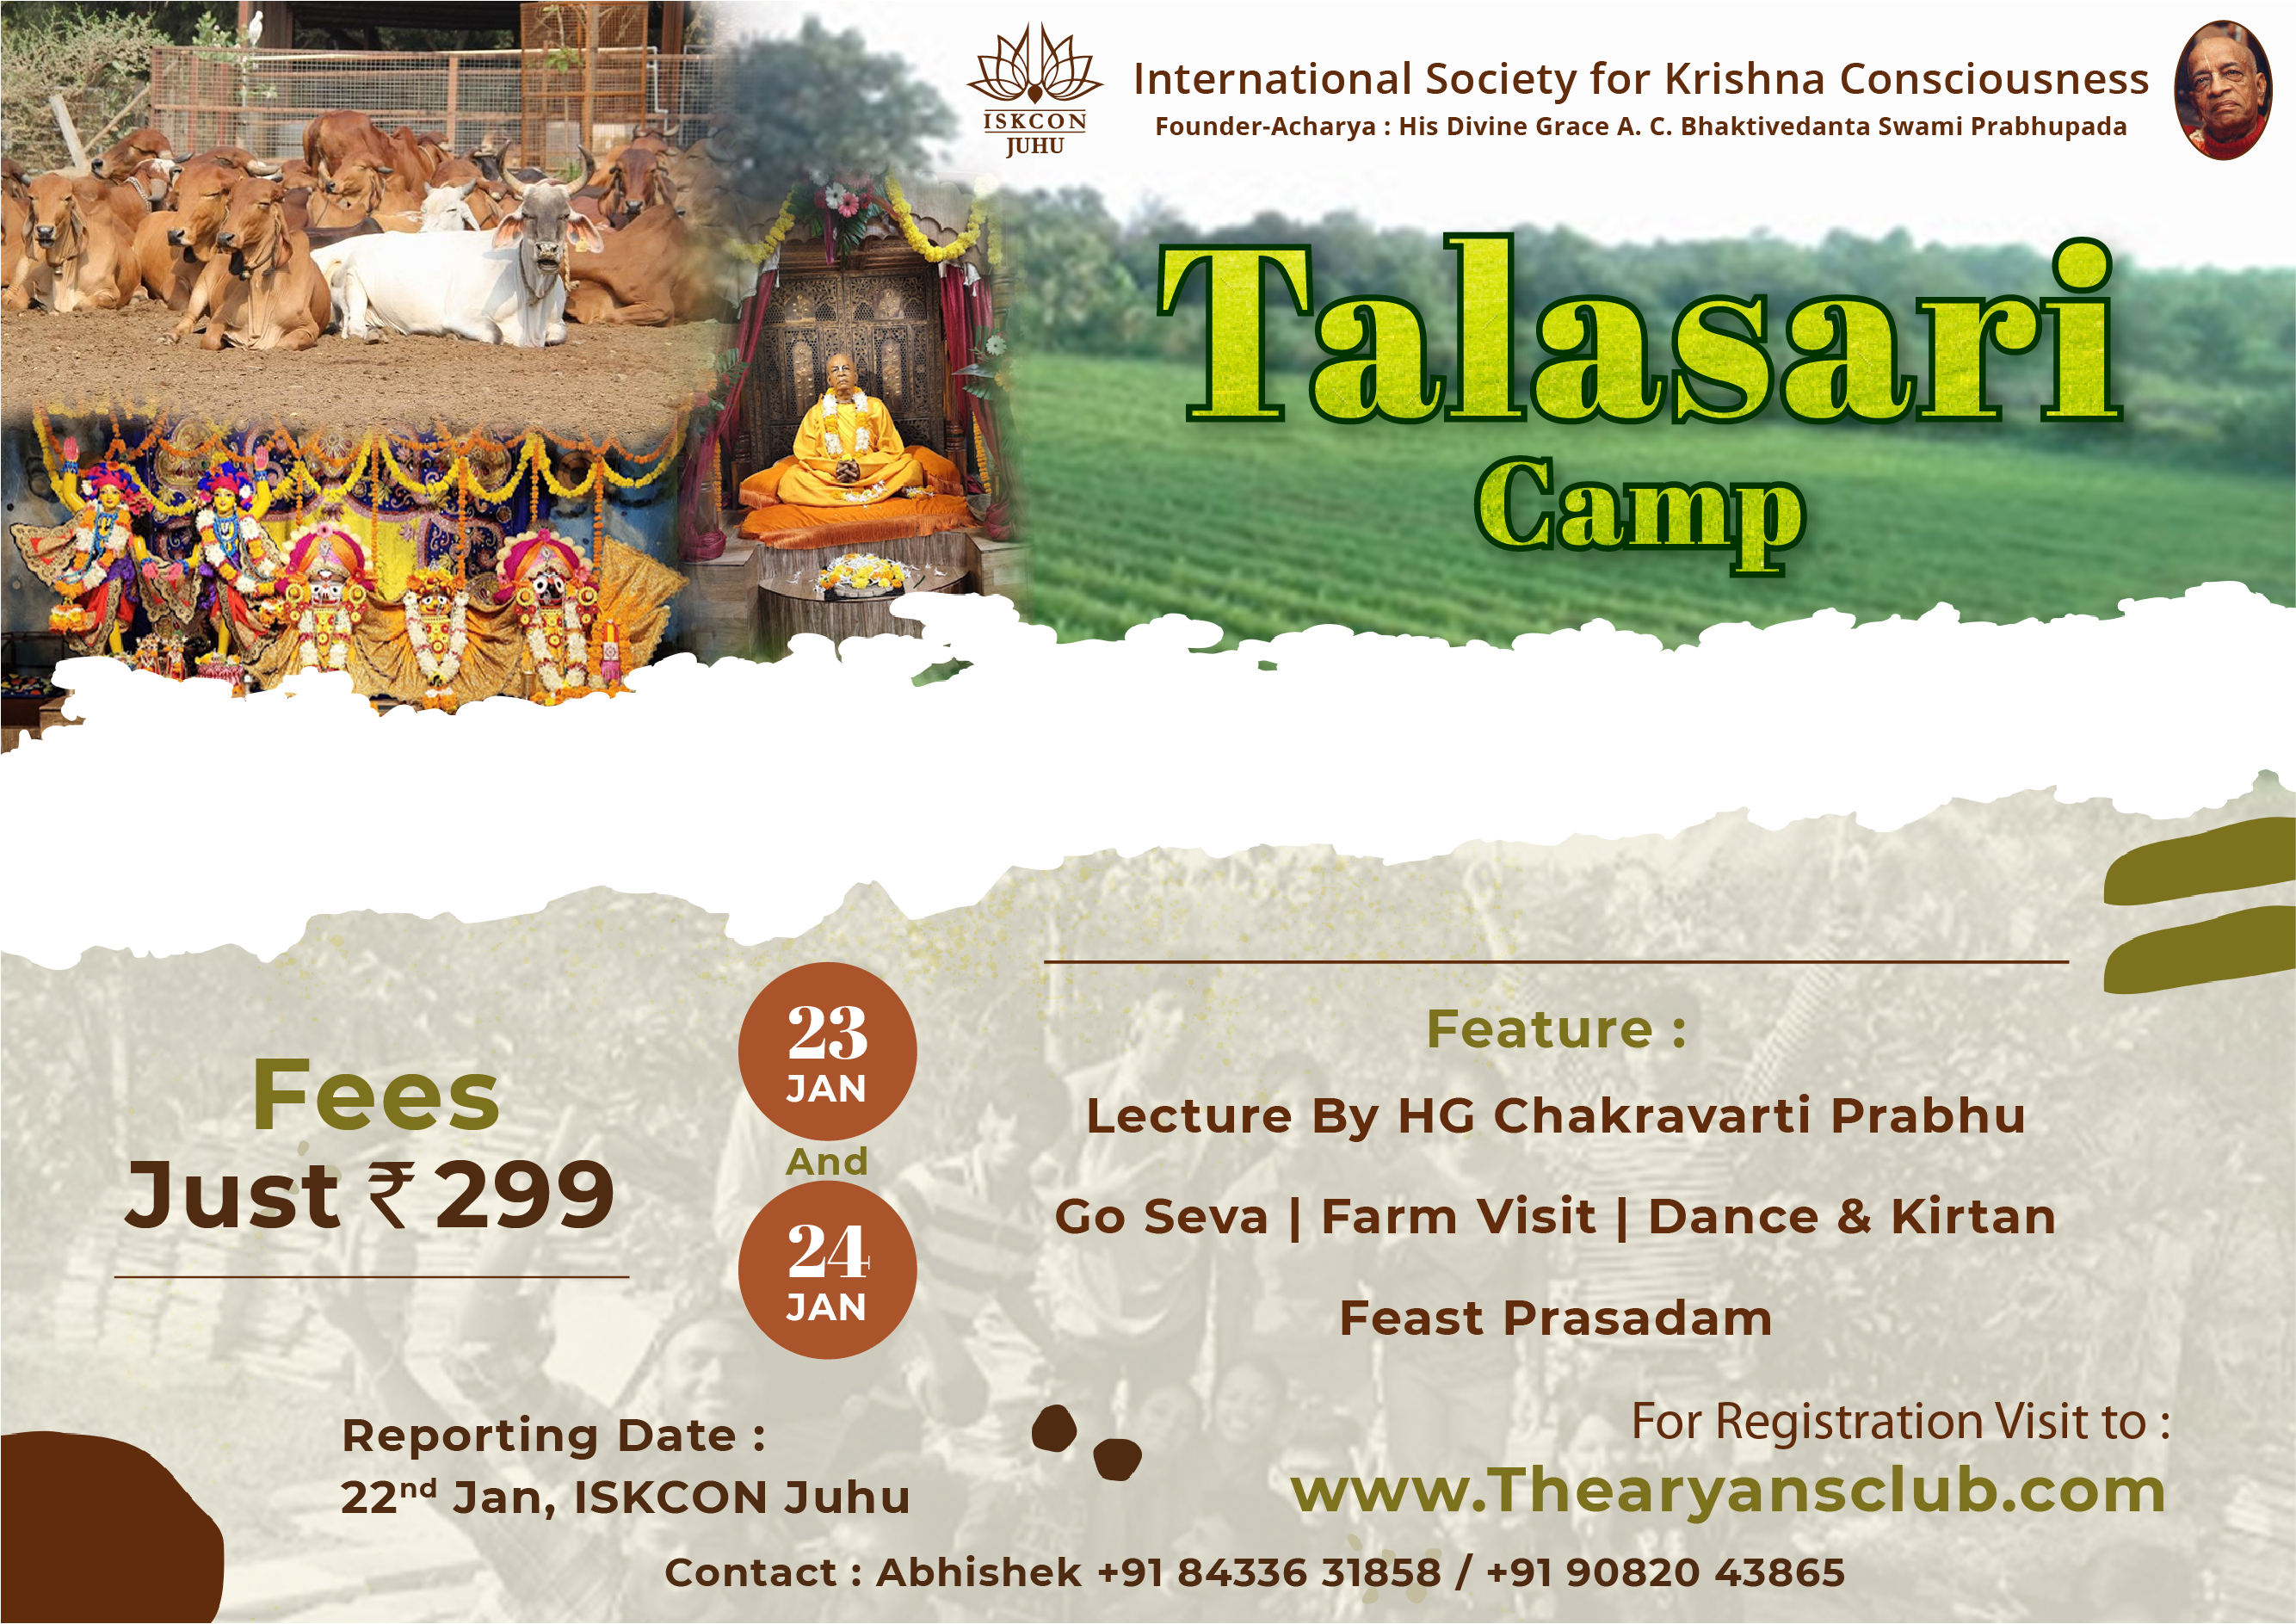 ISKCON
JUHU
International Society for Krishna Consciousness
Founder-Acharya : His Divine Grace A. C. Bhaktivedanta Swami Prabhupada
Talasari
Camp
Fees
Just ₹ 299
23
JAN
And
24
JAN
Feature :
Lecture By HG Chakravarti Prabhu
Go Seva | Farm Visit | Dance & Kirtan
Feast Prasadam
Reporting Date :
22nd Jan, ISKCON Juhu
For Registration Visit to :
www.Thearyansclub.com
Contact : Abhishek +91 84336 31858 / +91 90820 43865